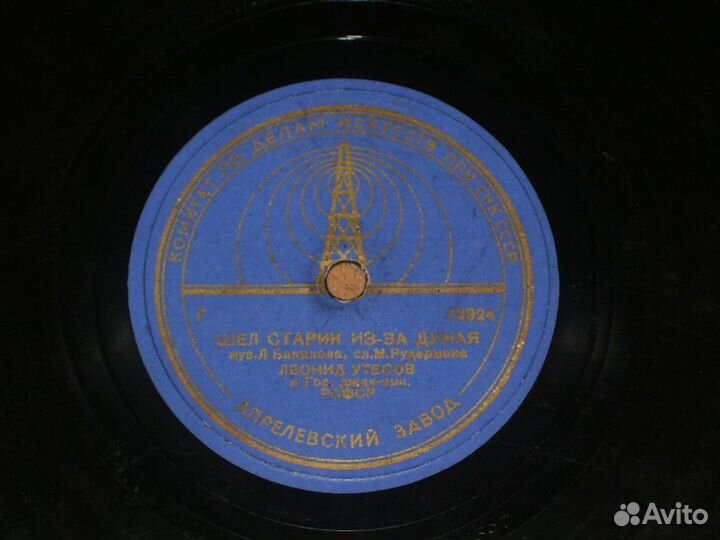 КОМИТЕТ ПО ДЕЛАМ ИСКУССТВ ПРИ СНК СССР
Г 12924
ШЕЛ СТАРИК ИЗ-ЗА ДУНАЯ
муз. Л. Бакалова, сл. М. Рудермана
ЛЕОНИД УТЕСОВ
и Гос. джаз-орк.
РСФСР
АПРЕЛЕВСКИЙ ЗАВОД
Avito